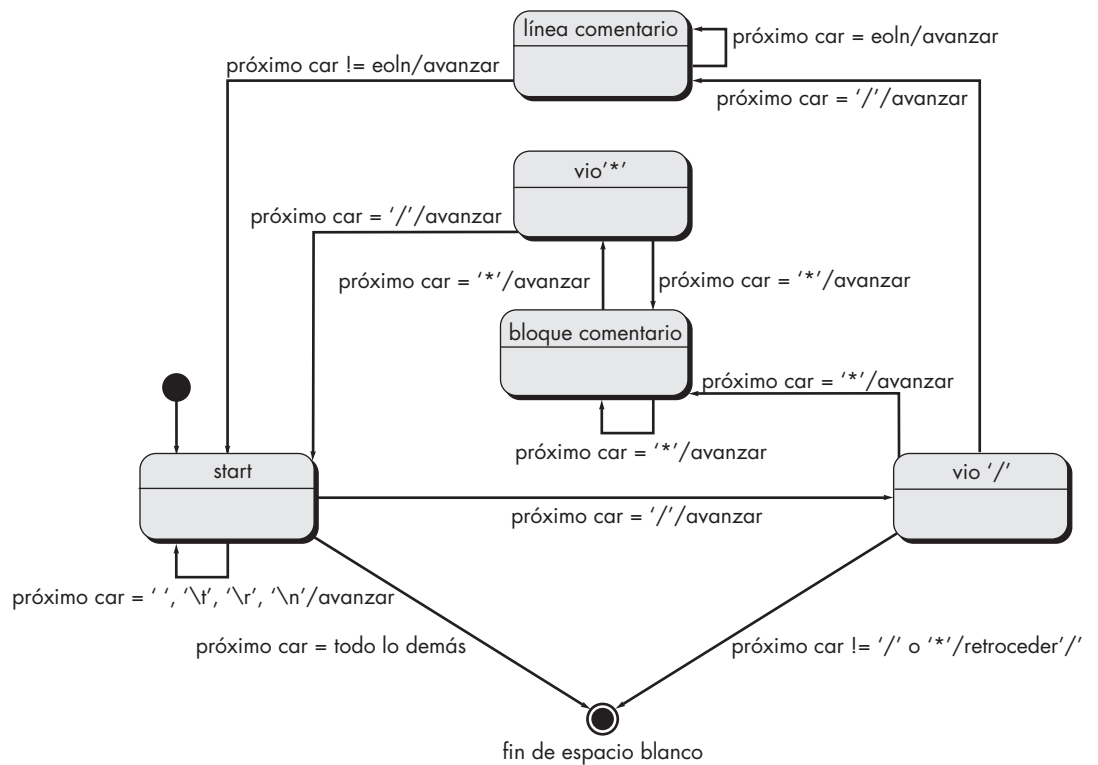 línea comentario
próximo car = eoln/avanzar
próximo car != eoln/avanzar
próximo car = ‘/’/avanzar
vio’*’
próximo car = ‘/’/avanzar
próximo car = ‘*’/avanzar
próximo car = ‘*’/avanzar
bloque comentario
próximo car = ‘*’/avanzar
próximo car = ‘*’/avanzar
start
vio ‘/’
próximo car = ‘/’/avanzar
próximo car = ‘ ‘, ‘\t’, ‘\r’, ‘\n’/avanzar
próximo car = todo lo demás
próximo car != ‘/’ o ‘*’/retroceder’/’
fin de espacio blanco